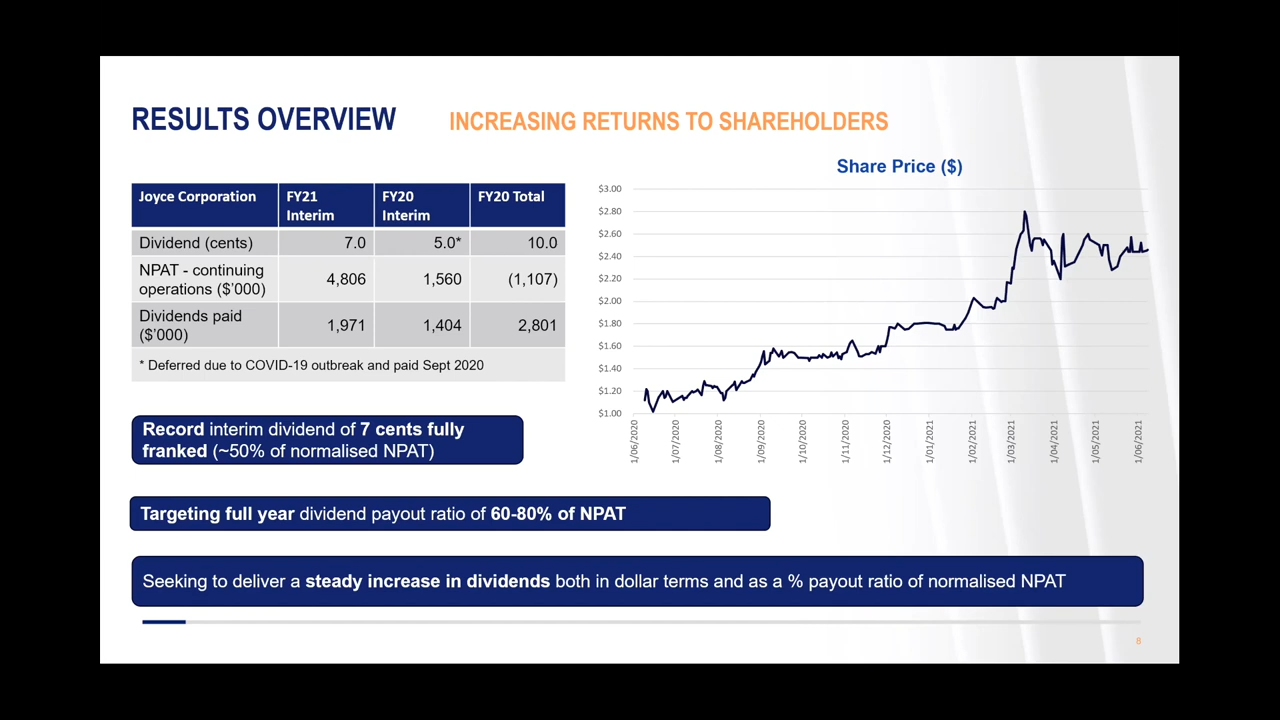 RESULTS OVERVIEW
INCREASING RETURNS TO SHAREHOLDERS
Joyce Corporation FY21 Interim FY20 Interim FY20 Total
Dividend (cents) 7.0 5.0* 10.0
NPAT - continuing operations ($'000) 4,806 1,560 (1,107)
Dividends paid ($'000) 1,971 1,404 2,801
* Deferred due to COVID-19 outbreak and paid Sept 2020
Share Price ($)
$3.00
$2.80
$2.60
$2.40
$2.20
$2.00
$1.80
$1.60
$1.40
$1.20
$1.00
1/06/2020
1/07/2020
1/08/2020
1/09/2020
1/10/2020
1/11/2020
1/12/2020
1/01/2021
1/02/2021
1/03/2021
1/04/2021
1/05/2021
1/06/2021
Record interim dividend of 7 cents fully
franked (~50% of normalised NPAT)
Targeting full year dividend payout ratio of 60-80% of NPAT
Seeking to deliver a steady increase in dividends both in dollar terms and as a % payout ratio of normalised NPAT
8